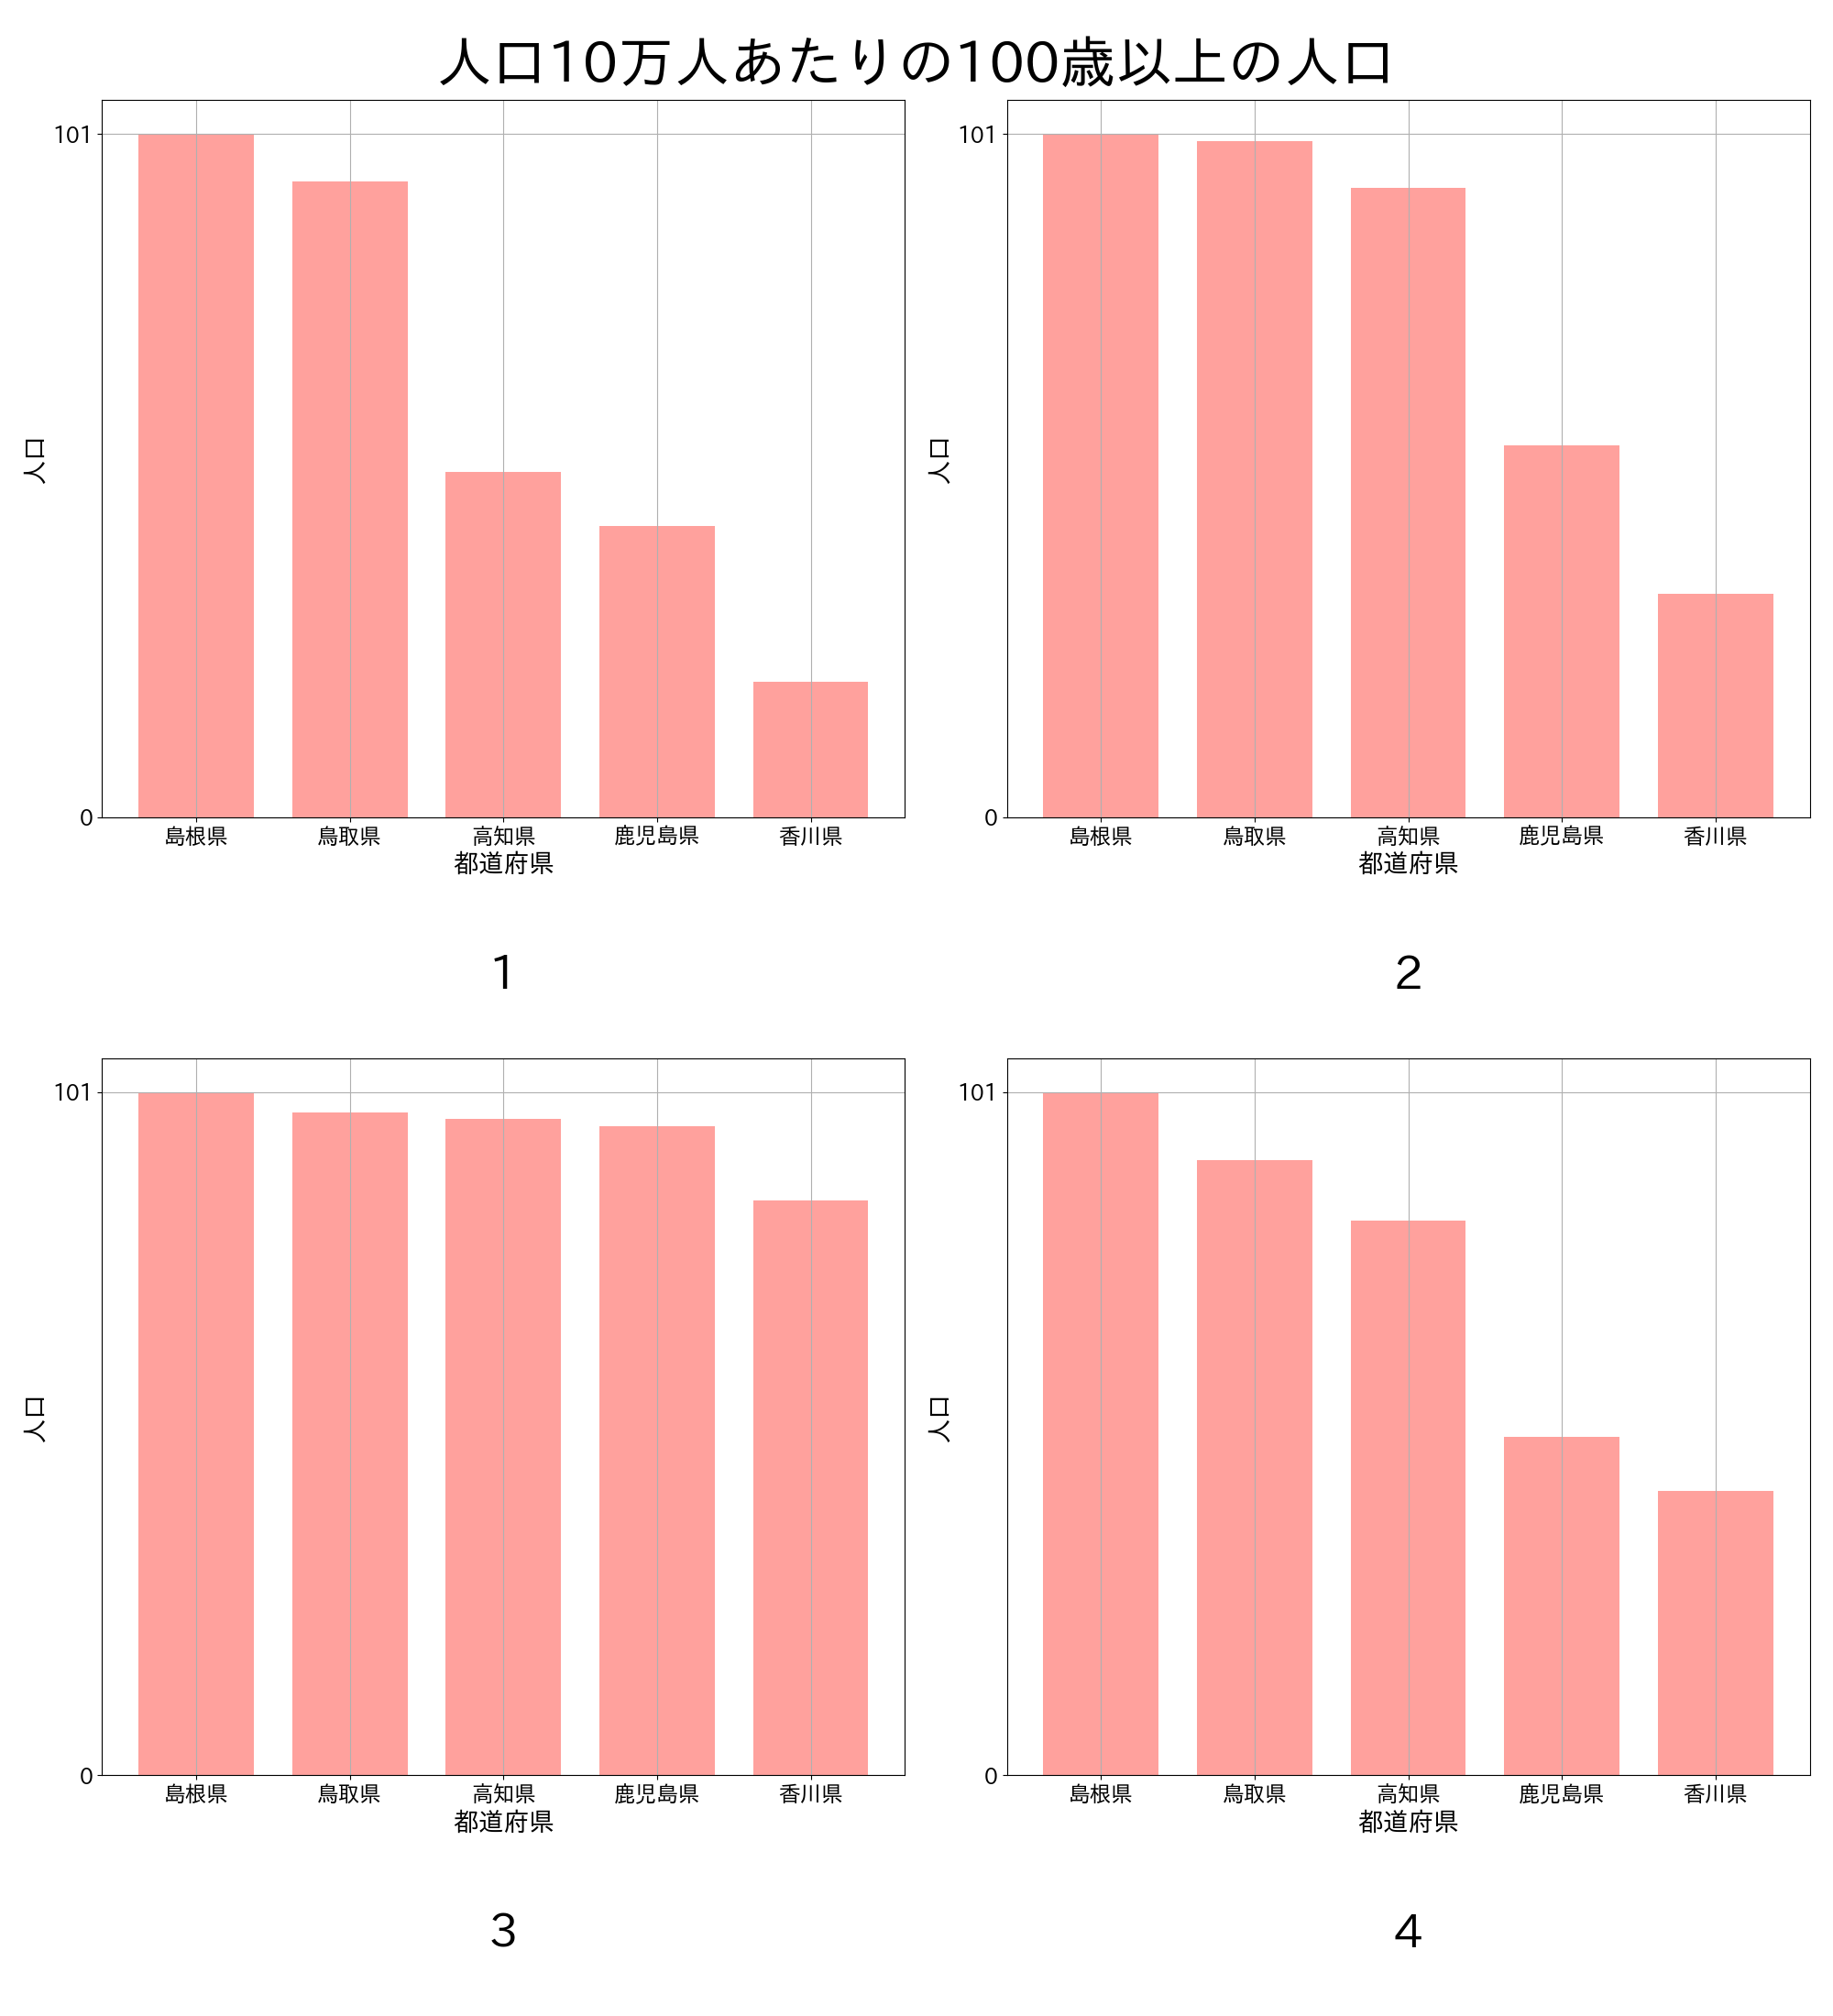 人口10万人あたりの100歳以上の人口
101
0
人口
島根県 鳥取県 高知県 鹿児島県 香川県
都道府県
1
101
0
人口
島根県 鳥取県 高知県 鹿児島県 香川県
都道府県
2
101
0
人口
島根県 鳥取県 高知県 鹿児島県 香川県
都道府県
3
101
0
人口
島根県 鳥取県 高知県 鹿児島県 香川県
都道府県
4